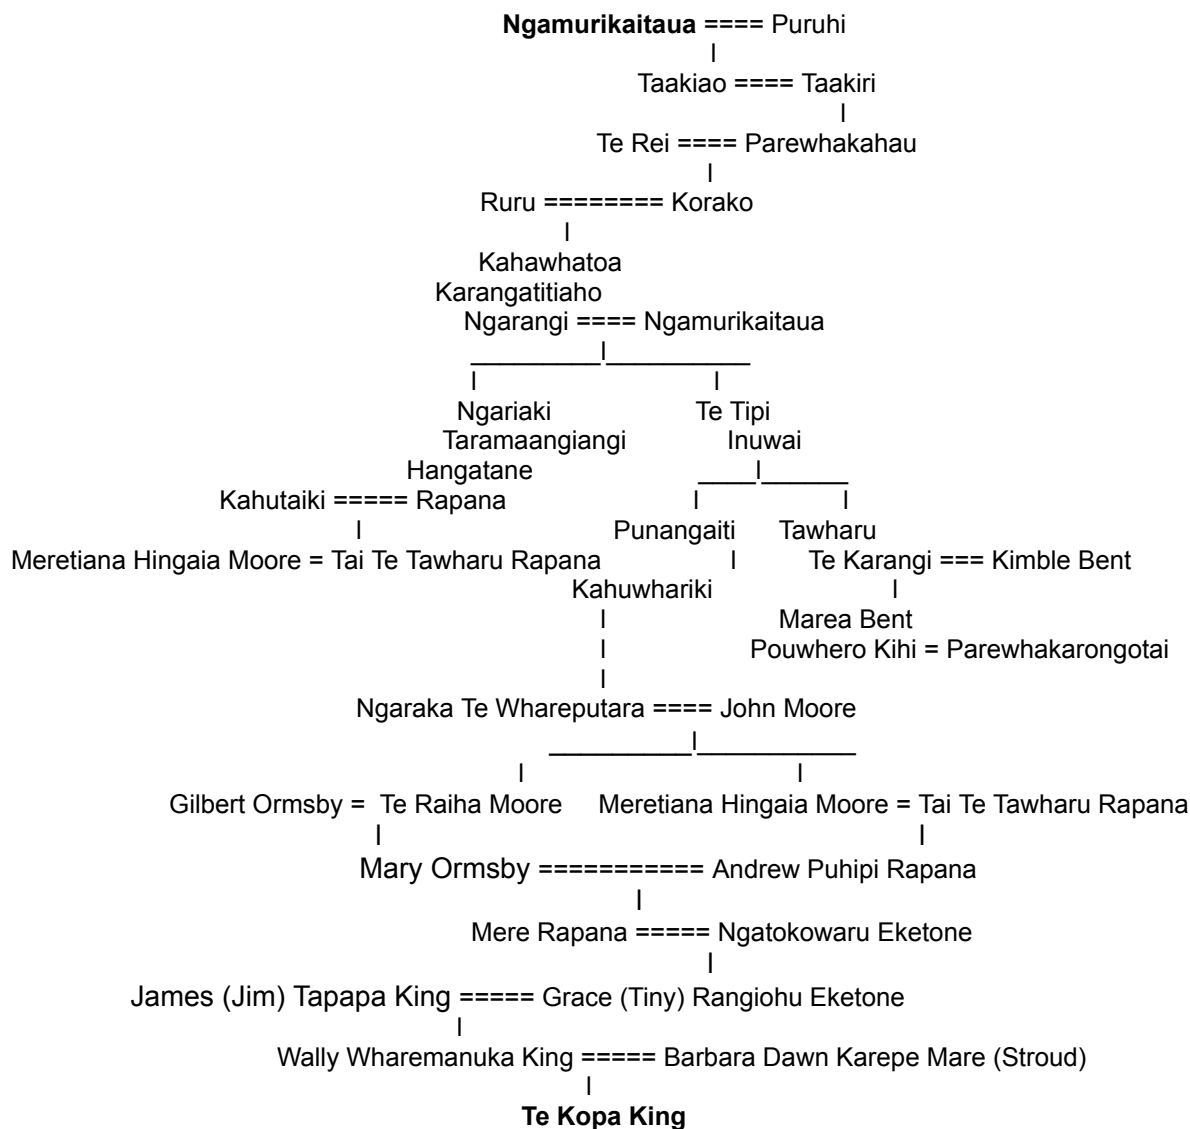 Ngamurikaitaua ==== Puruhi
I
Taakiao ==== Taakiri
I
Te Rei ==== Parewhakahau
I
Ruru ======== Korako
I
Kahawhatoa
Karangatitiaho
Ngarangi ==== Ngamurikaitaua
_________I__________
I I
Ngariaki Te Tipi
Taramaangiangi Inuwai
Hangatane ____I______
Kahutaiki ===== Rapana I I
I Punangaiti Tawharu
Meretiana Hingaia Moore = Tai Te Tawharu Rapana I Te Karangi === Kimble Bent
Kahuwhariki I
I Marea Bent
I Pouwhero Kihi = Parewhakarongotai
I
Ngaraka Te Whareputara ==== John Moore
__________I___________
I I
Gilbert Ormsby = Te Raiha Moore Meretiana Hingaia Moore = Tai Te Tawharu Rapana
I I
Mary Ormsby =========== Andrew Puhipi Rapana
I
Mere Rapana ===== Ngatokowaru Eketone
I
James (Jim) Tapapa King ===== Grace (Tiny) Rangiohu Eketone
I
Wally Wharemanuka King ===== Barbara Dawn Karepe Mare (Stroud)
I
Te Kopa King